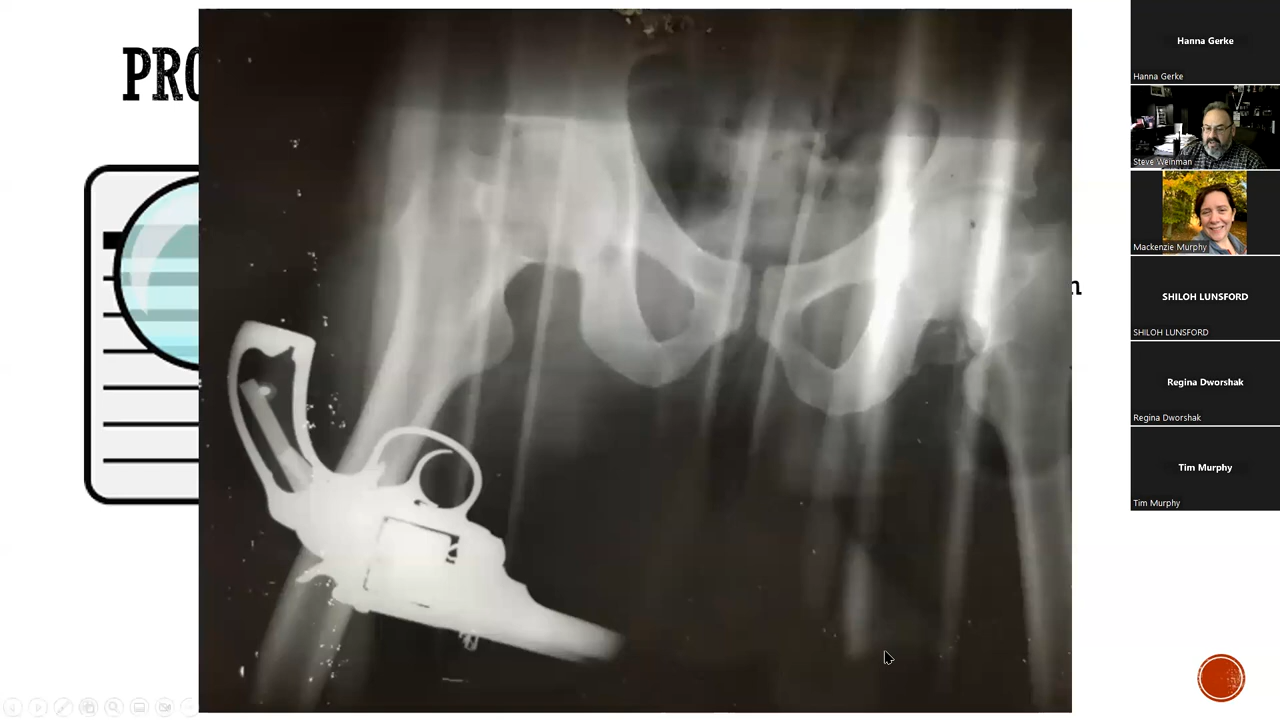 PRO
n
Hanna Gerke
Hanna Gerke
Steve Weinman
Mackenzie Murphy
SHILOH LUNSFORD
SHILOH LUNSFORD
Regina Dworshak
Regina Dworshak
Tim Murphy
Tim Murphy